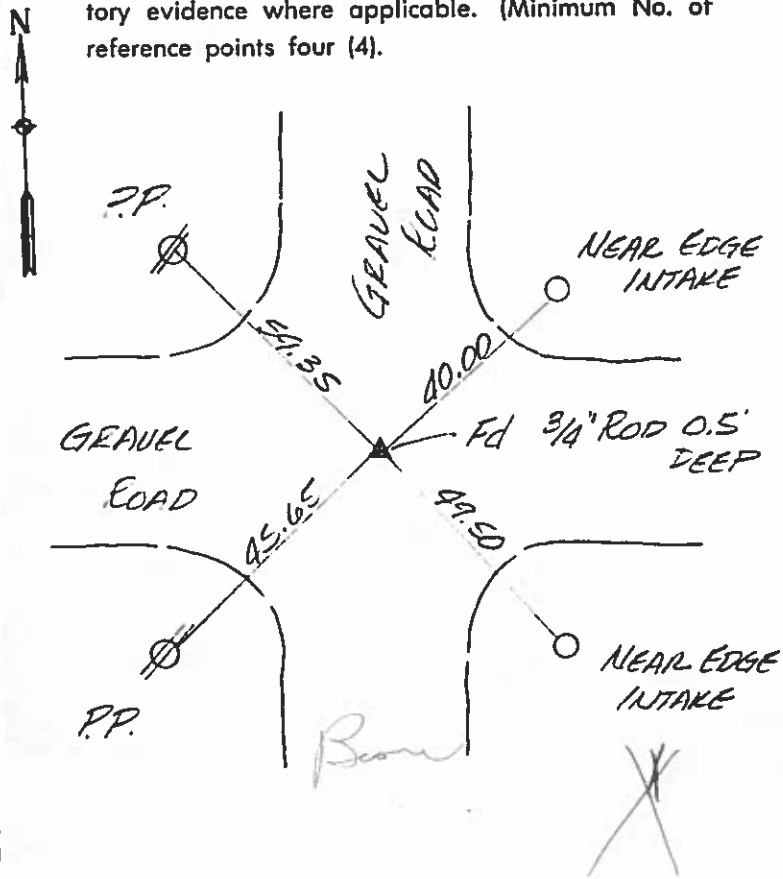 N
tory evidence where applicable. (Minimum No. of
reference points four (4).
P.P.
GRAVEL
ROAD
NEAR EDGE
INTAKE
40.00
Fd 3/4" ROD 0.5'
DEEP
GRAVEL
ROAD
45.65
NEAR EDGE
INTAKE
P.P.